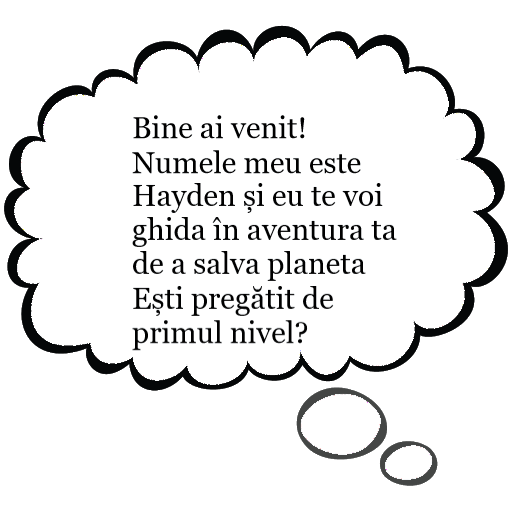 Bine ai venit!
Numele meu este
Hayden și eu te voi
ghida în aventura ta
de a salva planeta
Ești pregătit de
primul nivel?